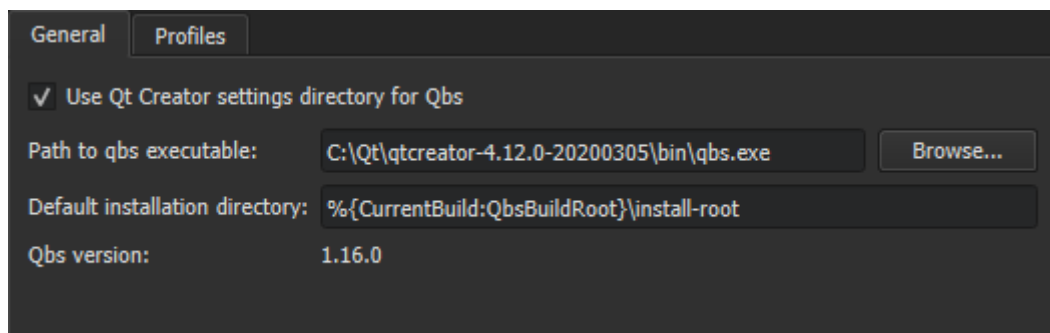 General Profiles
Use Qt Creator settings directory for Qbs
Path to qbs executable: C:\Qt\qtcreator-4.12.0-20200305\bin\qbs.exe Browse...
Default installation directory: %{CurrentBuild:QbsBuildRoot}\install-root
Qbs version: 1.16.0